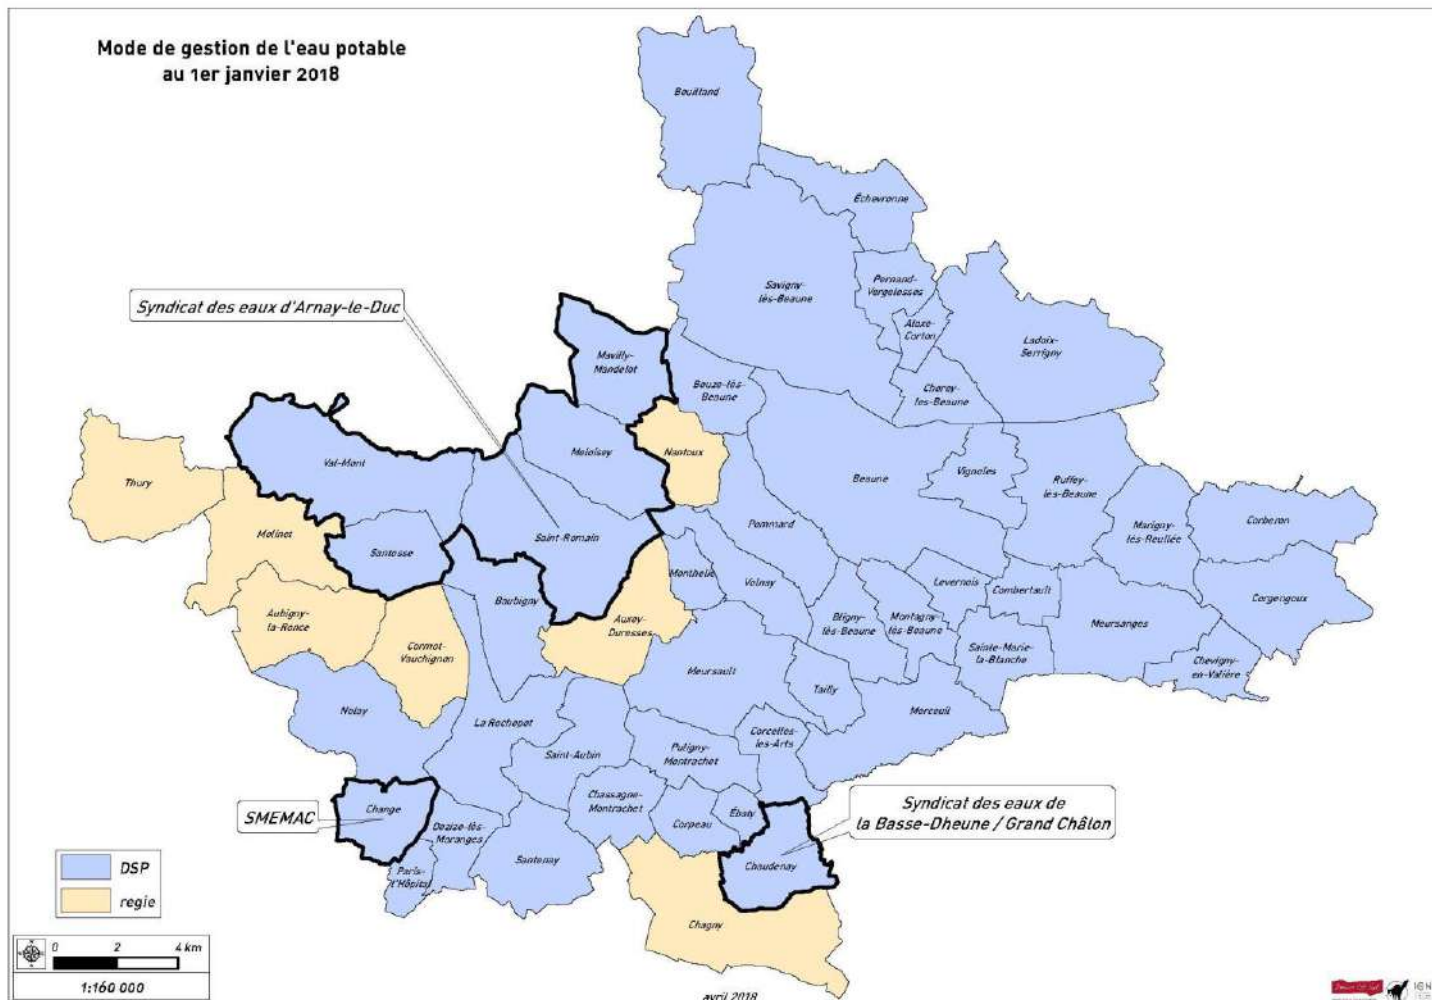 Mode de gestion de l'eau potable
au 1er janvier 2018
Bouilland
Échevronne
Savigny-
lès-Beaune
Pernand-
Vergelesses
Aloxe-
Corton
Ladoix-
Serrigny
Syndicat des eaux d'Arnay-le-Duc
Mavilly-
Mandelot
Bouze-lès-
Beaune
Chorey-
les-Beaune
Val-Mont
Meloisey
Nantoux
Beaune
Vignoles
Ruffey-
lès-Beaune
Thury
Molinot
Santosse
Saint-Romain
Pommard
Marigny-
lès-Reullée
Corberon
Baubigny
Monthelie
Volnay
Levernois
Combertault
Corgengoux
Aubigny-
la-Ronce
Cormot-
Vauchignon
Auxey-
Duresses
Bligny-
lès-Beaune
Montagny-
lès-Beaune
Meursanges
Sainte-Marie-
la-Blanche
Chevigny-
en-Valière
Meursault
Tailly
Merceuil
Nolay
La Rochepot
Saint-Aubin
Puligny-
Montrachet
Corcelles-
les-Arts
SMEMAC
Change
Dezize-lès-
Maranges
Chassagne-
Montrachet
Corpeau
Ébaty
Syndicat des eaux de
la Basse-Dheune / Grand Châlon
Paris-
l'Hôpital
Santenay
Chaudenay
Chagny
DSP
regie
0 2 4 km
1:160 000
avril 2018
IGN